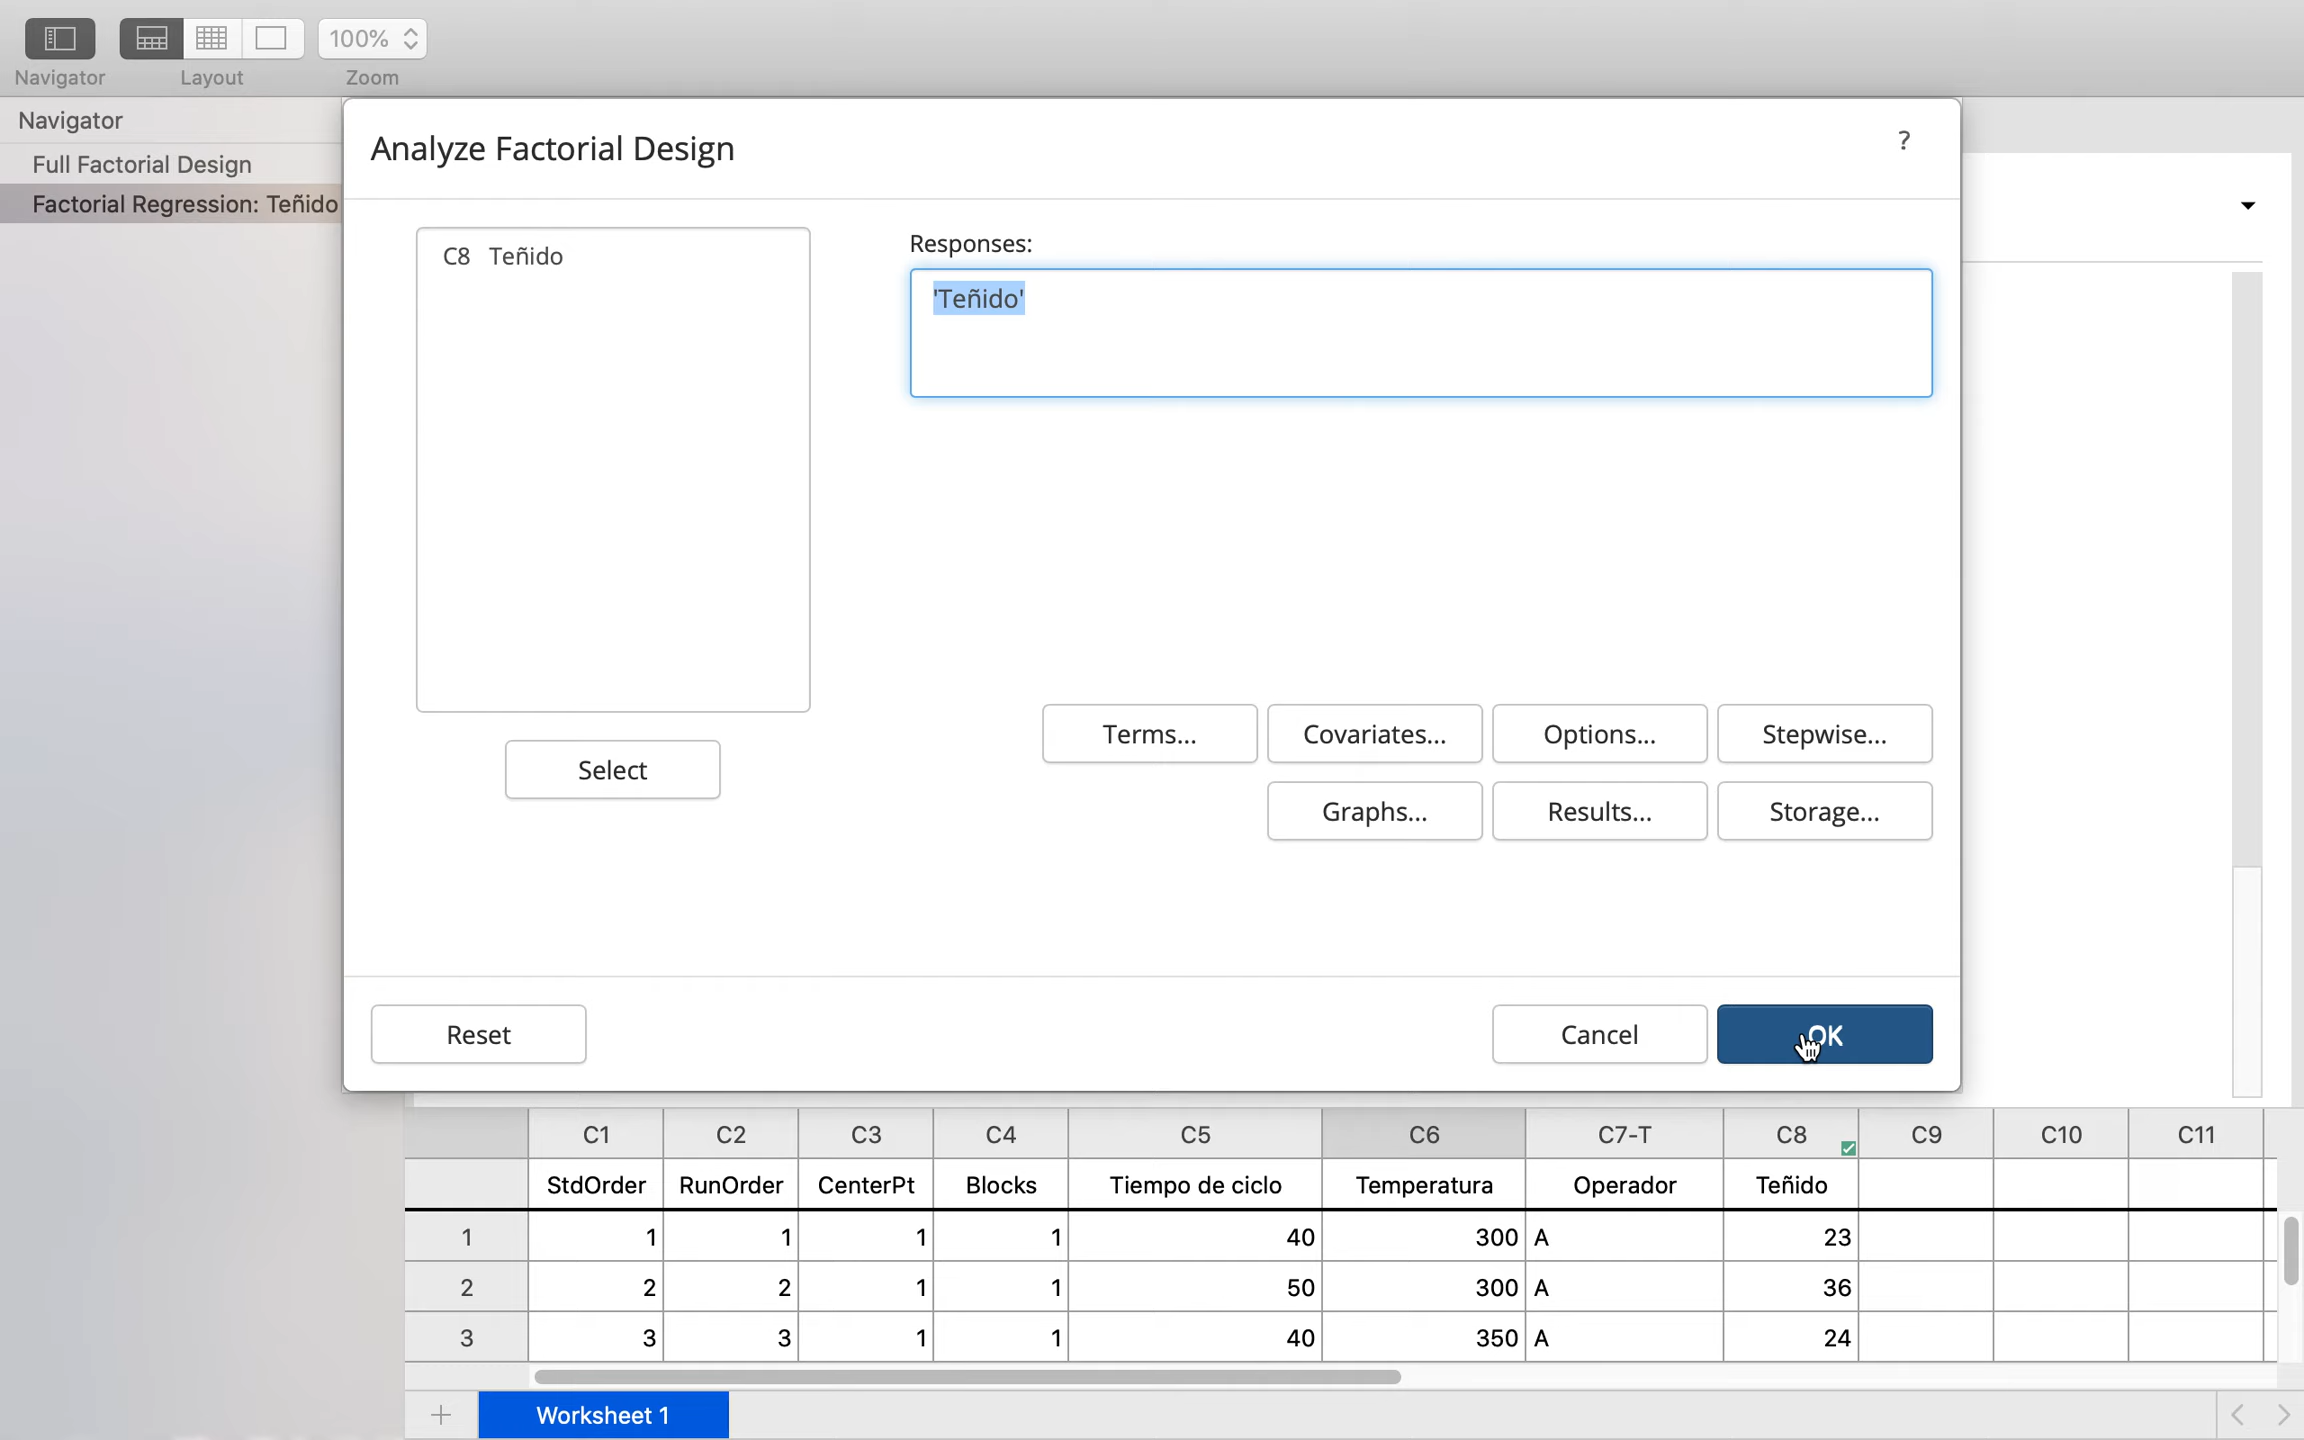 100%
Navigator
Layout
Zoom
Navigator
Full Factorial Design
Factorial Regression: Teñido
Analyze Factorial Design
?
C8 Teñido
Responses:
'Teñido'
Terms...
Covariates...
Options...
Stepwise...
Select
Graphs...
Results...
Storage...
Reset
Cancel
OK
C1 C2 C3 C4 C5 C6 C7-T C8 C9 C10 C11
StdOrder RunOrder CenterPt Blocks Tiempo de ciclo Temperatura Operador Teñido
1 1 1 1 1 40 300 A 23
2 2 2 1 1 50 300 A 36
3 3 3 1 1 40 350 A 24
+ Worksheet 1